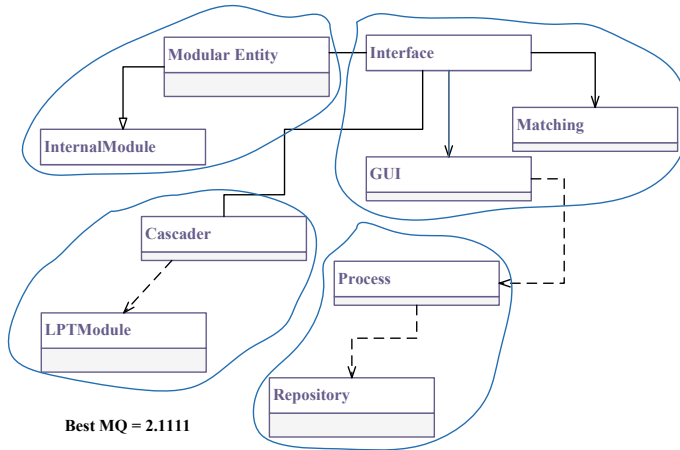 Modular Entity
Interface
InternalModule
Matching
GUI
Cascader
Process
LPTModule
Repository
Best MQ = 2.1111